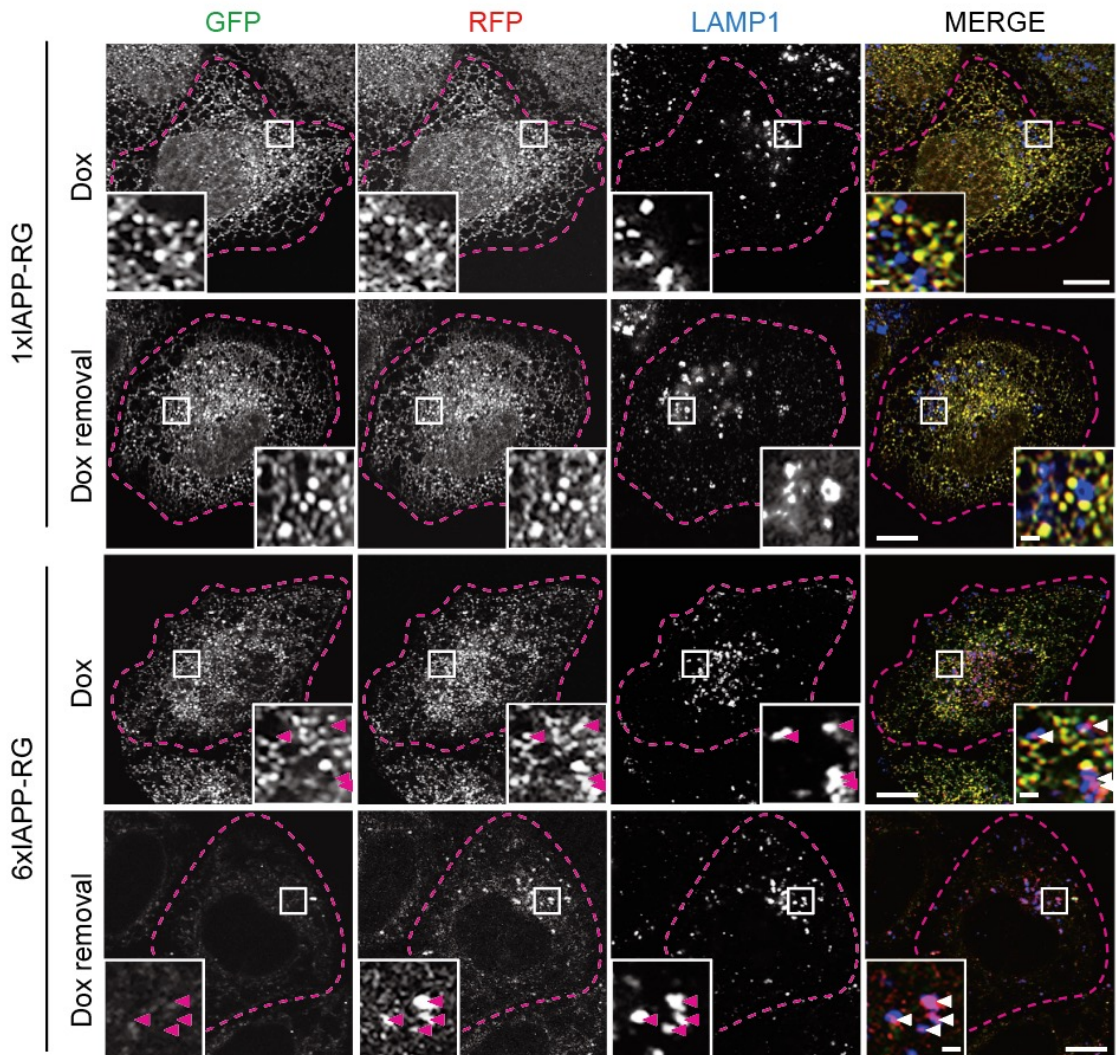 GFP RFP LAMP1 MERGE
1xIAPP-RG
Dox
Dox removal
6xIAPP-RG
Dox
Dox removal